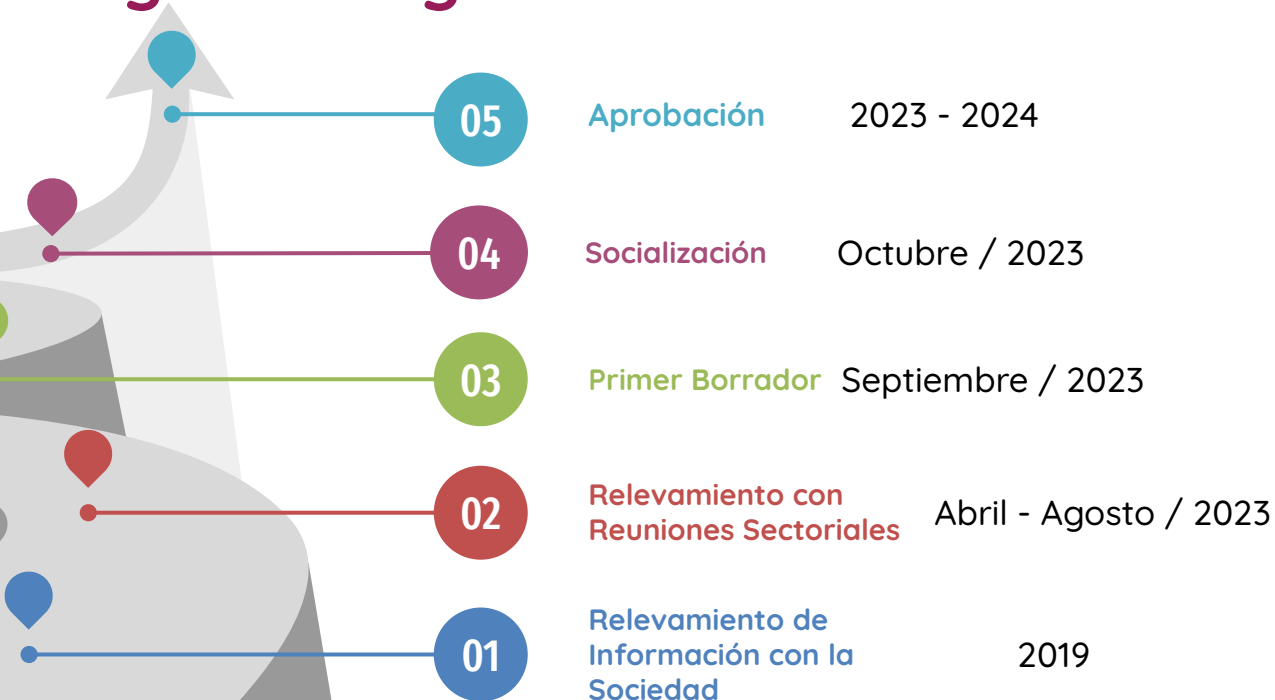 05 Aprobación 2023 - 2024
04 Socialización Octubre / 2023
03 Primer Borrador Septiembre / 2023
02 Relevamiento con
Reuniones Sectoriales Abril - Agosto / 2023
01 Relevamiento de
Información con la 2019
Sociedad